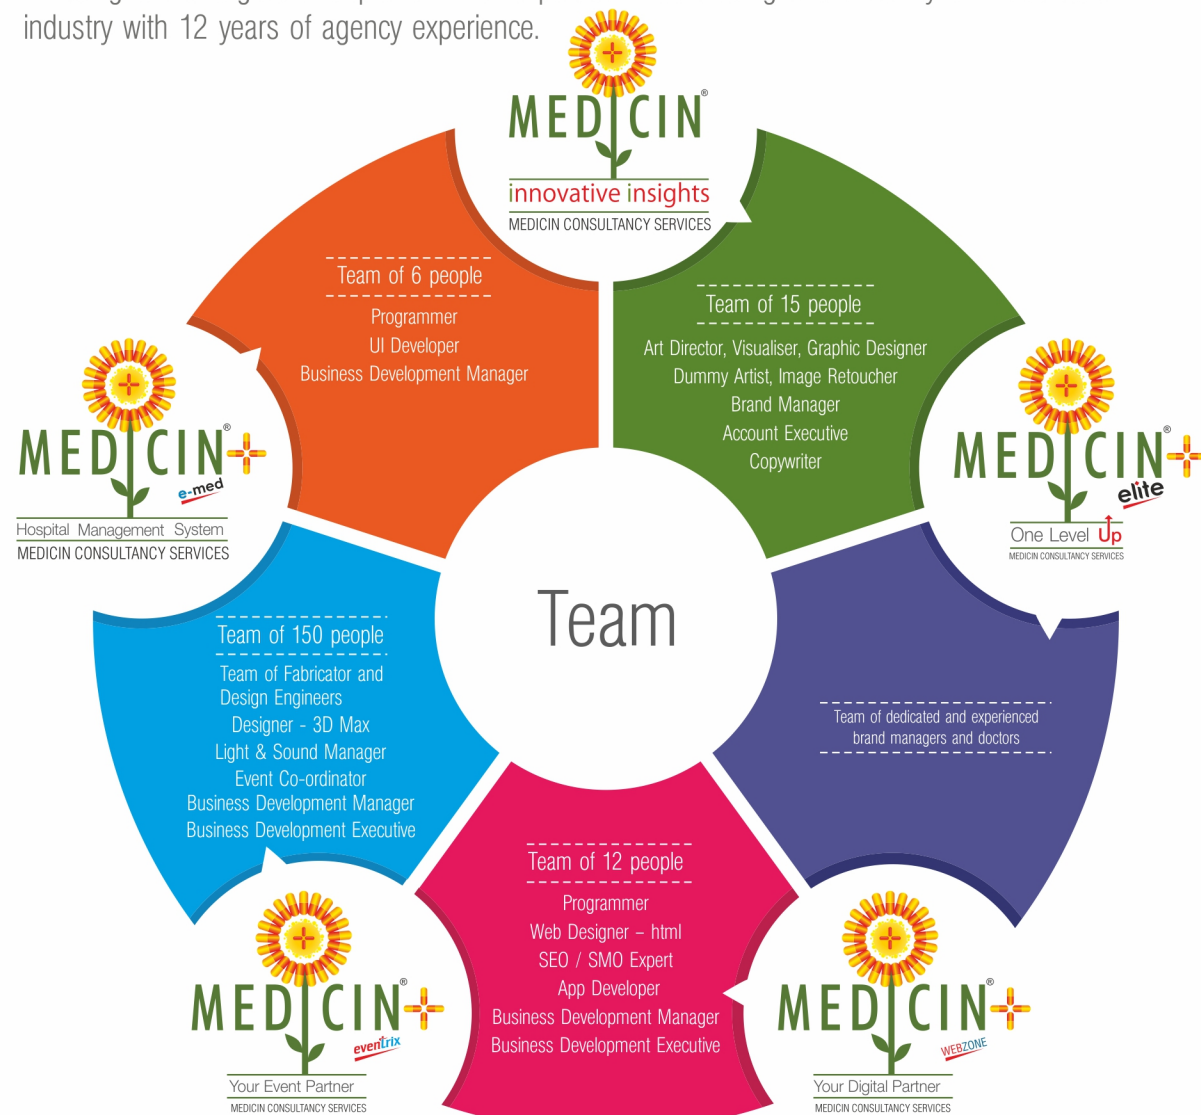 industry with 12 years of agency experience.
MEDICIN®
innovative insights
MEDICIN CONSULTANCY SERVICES
Team of 6 people
Programmer
UI Developer
Business Development Manager
Team of 15 people
Art Director, Visualiser, Graphic Designer
Dummy Artist, Image Retoucher
Brand Manager
Account Executive
Copywriter
MEDICIN®+
e-med
Hospital Management System
MEDICIN CONSULTANCY SERVICES
MEDICIN®+
elite
One Level Up
MEDICIN CONSULTANCY SERVICES
Team
Team of 150 people
Team of Fabricator and
Design Engineers
Designer - 3D Max
Light & Sound Manager
Event Co-ordinator
Business Development Manager
Business Development Executive
Team of dedicated and experienced
brand managers and doctors
Team of 12 people
Programmer
Web Designer – html
SEO / SMO Expert
App Developer
Business Development Manager
Business Development Executive
MEDICIN®+
eventrix
Your Event Partner
MEDICIN CONSULTANCY SERVICES
MEDICIN®+
WEBZONE
Your Digital Partner
MEDICIN CONSULTANCY SERVICES